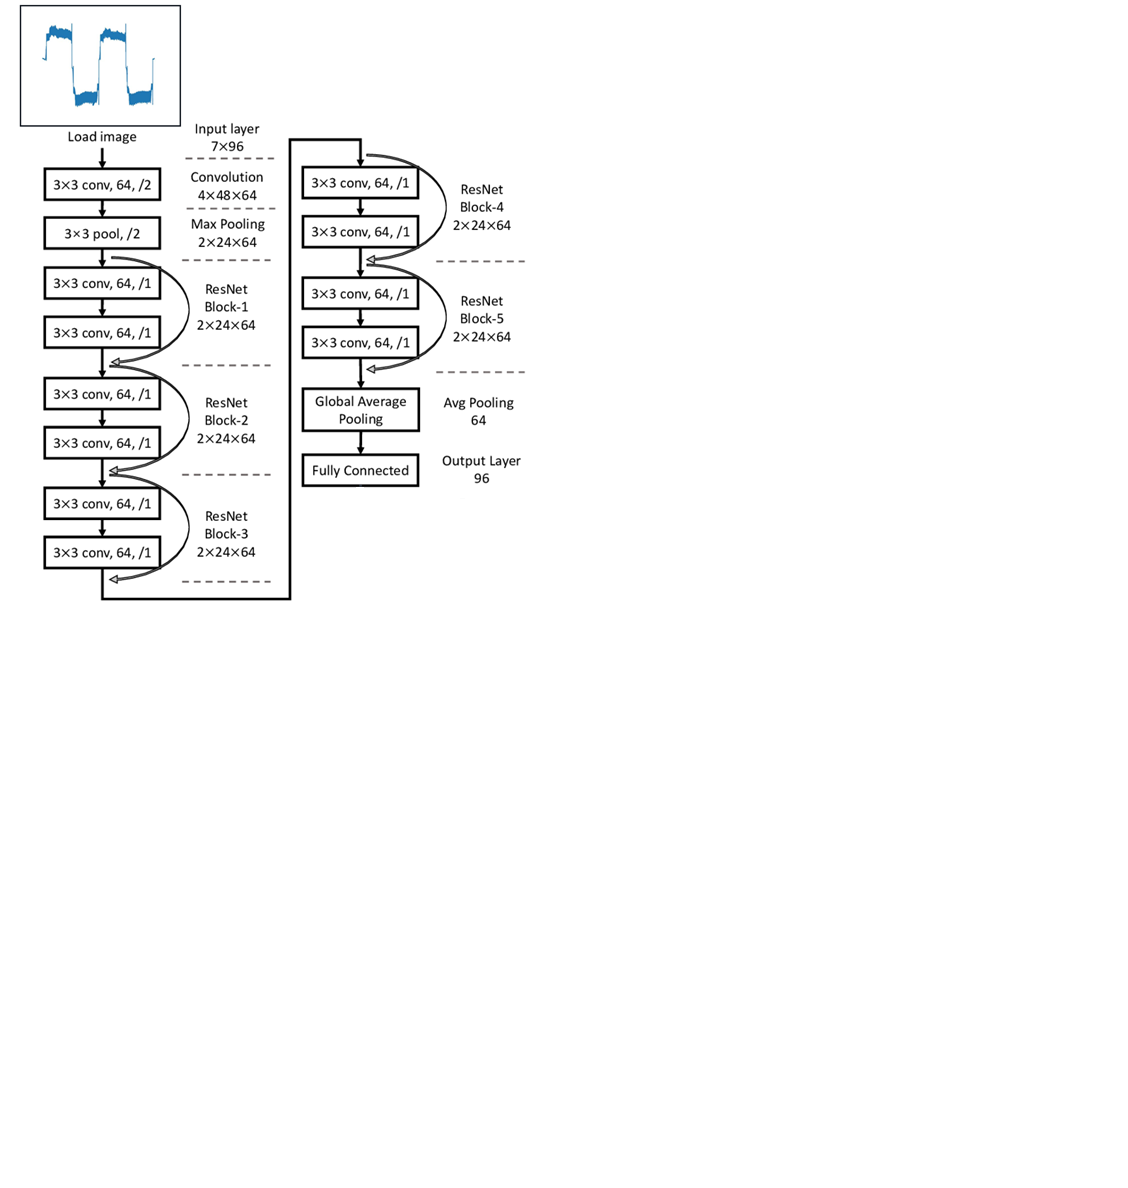 Load image
Input layer
7×96
3×3 conv, 64, /2
Convolution
4×48×64
3×3 pool, /2
Max Pooling
2×24×64
3×3 conv, 64, /1
3×3 conv, 64, /1
ResNet
Block-1
2×24×64
3×3 conv, 64, /1
3×3 conv, 64, /1
ResNet
Block-2
2×24×64
3×3 conv, 64, /1
3×3 conv, 64, /1
ResNet
Block-3
2×24×64
3×3 conv, 64, /1
3×3 conv, 64, /1
ResNet
Block-4
2×24×64
3×3 conv, 64, /1
3×3 conv, 64, /1
ResNet
Block-5
2×24×64
Global Average
Pooling
Avg Pooling
64
Fully Connected
Output Layer
96